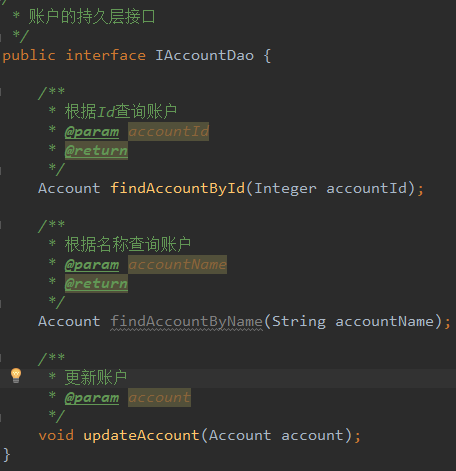 /
 * 账户的持久层接口
 */
public interface IAccountDao {
    /**
     * 根据Id查询账户
     * @param accountId
     * @return
     */
    Account findAccountById(Integer accountId);
    /**
     * 根据名称查询账户
     * @param accountName
     * @return
     */
    Account findAccountByName(String accountName);
    /**
     * 更新账户
     * @param account
     */
    void updateAccount(Account account);
}